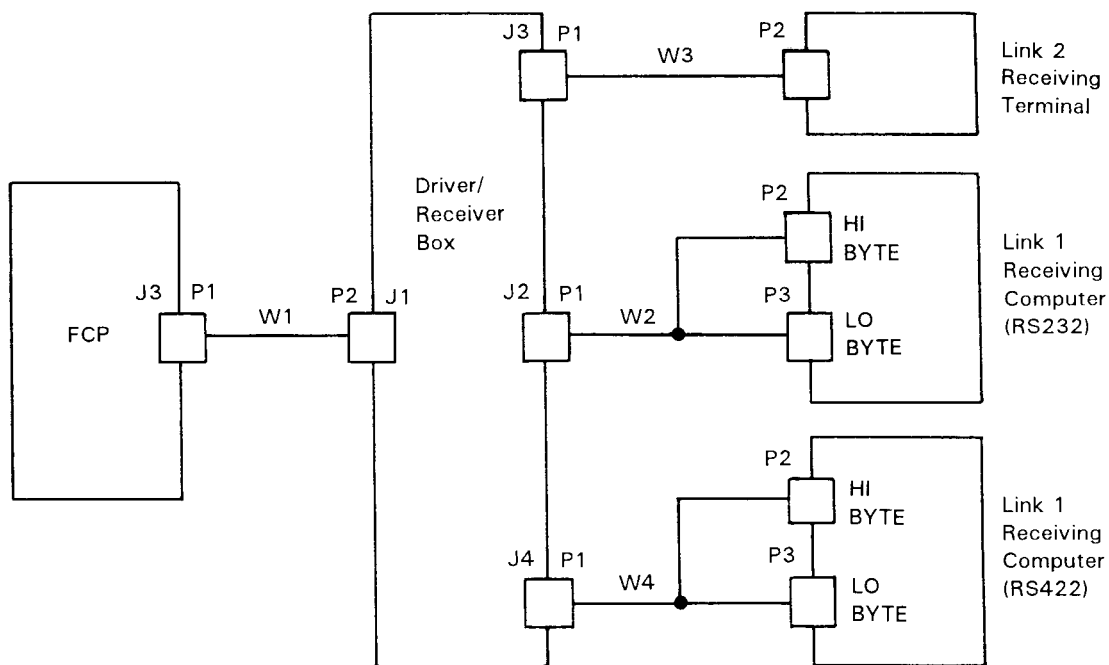 J3 P1
W3
P2
Link 2
Receiving
Terminal
Driver/
Receiver
Box
P2
HI
BYTE
Link 1
Receiving
Computer
(RS232)
FCP
J3 P1
W1
P2 J1
J2 P1
W2
P3
LO
BYTE
P2
HI
BYTE
Link 1
Receiving
Computer
(RS422)
J4 P1
W4
P3
LO
BYTE